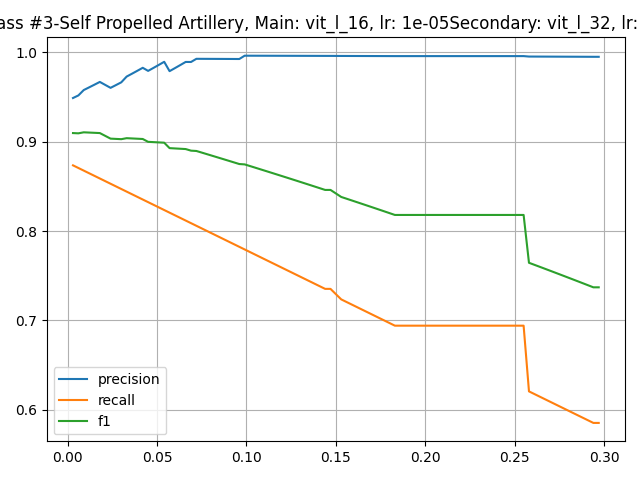 ass #3-Self Propelled Artillery, Main: vit_l_16, lr: 1e-05Secondary: vit_l_32, lr:
1.0
0.9
0.8
0.7
0.6
precision
recall
f1
0.00 0.05 0.10 0.15 0.20 0.25 0.30